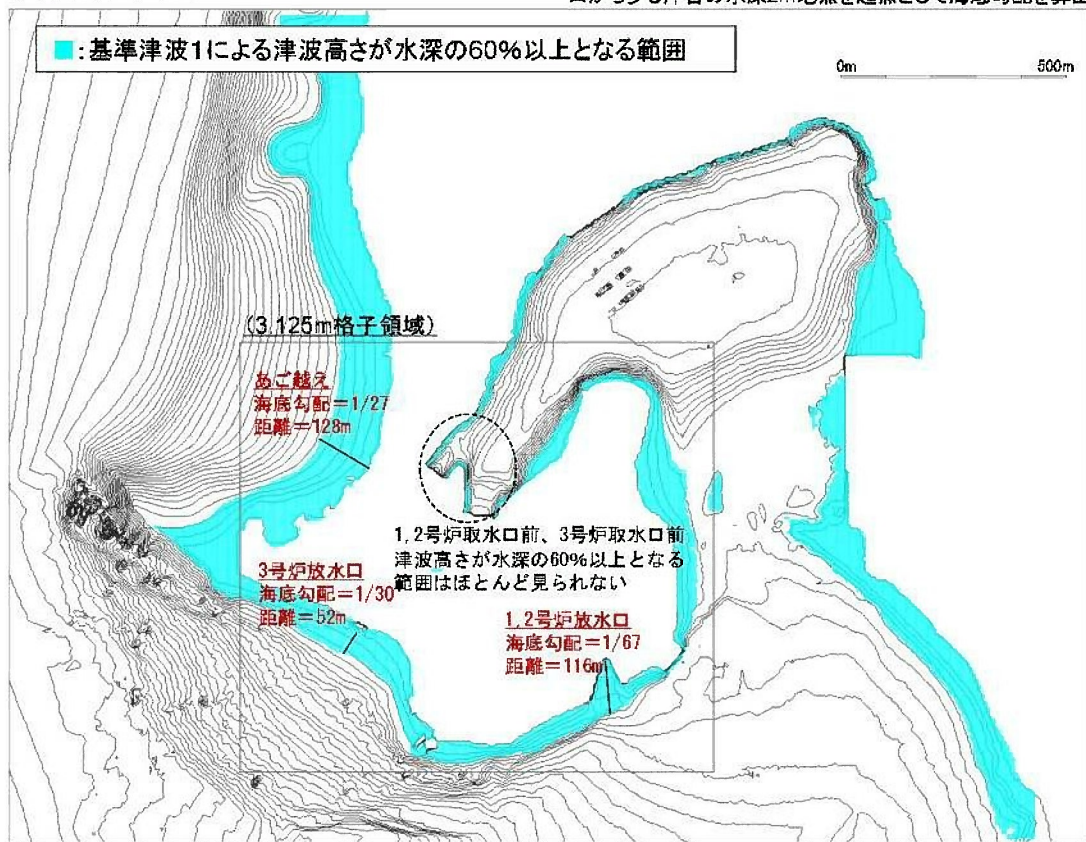 ■:基準津波1による津波高さが水深の60%以上となる範囲
0m 500m
(3.125m格子領域)
あご越え
海底勾配=1/27
距離=128m
1,2号炉取水口前、3号炉取水口前
津波高さが水深の60%以上となる
範囲はほとんど見られない
3号炉放水口
海底勾配=1/30
距離=52m
1,2号炉放水口
海底勾配=1/67
距離=116m